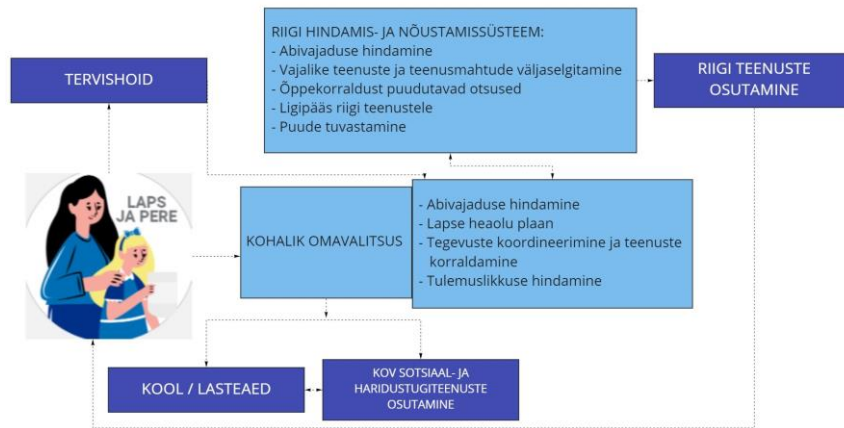 RIIGI HINDAMIS- JA NÕUSTAMISSÜSTEEM:
- Abivajaduse hindamine
- Vajalike teenuste ja teenusmahtude väljaselgitamine
- Õppekorraldust puudutavad otsused
- Ligipääs riigi teenustele
- Puude tuvastamine
TERVISHOID
RIIGI TEENUSTE
OSUTAMINE
LAPS
JA PERE
KOHALIK OMAVALITSUS
- Abivajaduse hindamine
- Lapse heaolu plaan
- Tegevuste koordineerimine ja teenuste
korraldamine
- Tulemuslikkuse hindamine
KOOL / LASTEAED
KOV SOTSIAAL- JA
HARIDUSTUGITEENUSTE
OSUTAMINE